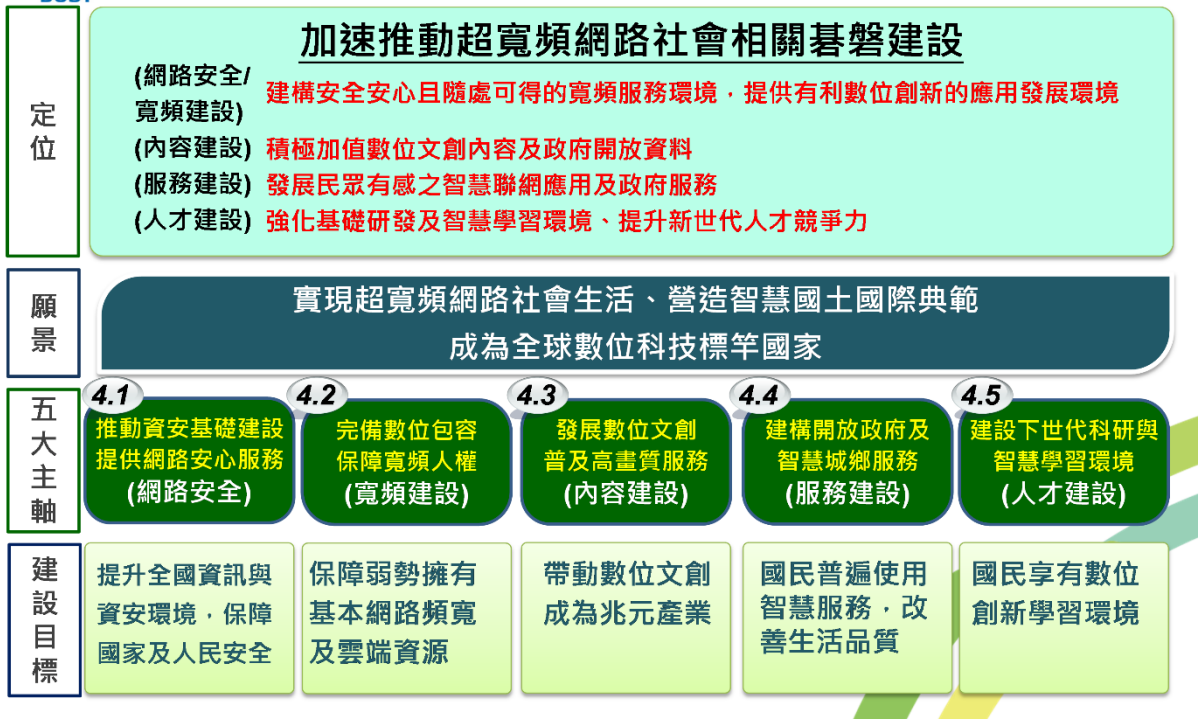 定位
加速推動超寬頻網路社會相關碁磐建設
(網路安全/
寬頻建設)
建構安全安心且隨處可得的寬頻服務環境，提供有利數位創新的應用發展環境
(內容建設) 積極加值數位文創內容及政府開放資料
(服務建設) 發展民眾有感之智慧聯網應用及政府服務
(人才建設) 強化基礎研發及智慧學習環境、提升新世代人才競爭力
願景
實現超寬頻網路社會生活、營造智慧國土國際典範
成為全球數位科技標竿國家
五大主軸
4.1
推動資安基礎建設
提供網路安心服務
(網路安全)
4.2
完備數位包容
保障寬頻人權
(寬頻建設)
4.3
發展數位文創
普及高畫質服務
(內容建設)
4.4
建構開放政府及
智慧城鄉服務
(服務建設)
4.5
建設下世代科研與
智慧學習環境
(人才建設)
建設目標
提升全國資訊與
資安環境，保障
國家及人民安全
保障弱勢擁有
基本網路頻寬
及雲端資源
帶動數位文創
成為兆元產業
國民普遍使用
智慧服務，改
善生活品質
國民享有數位
創新學習環境